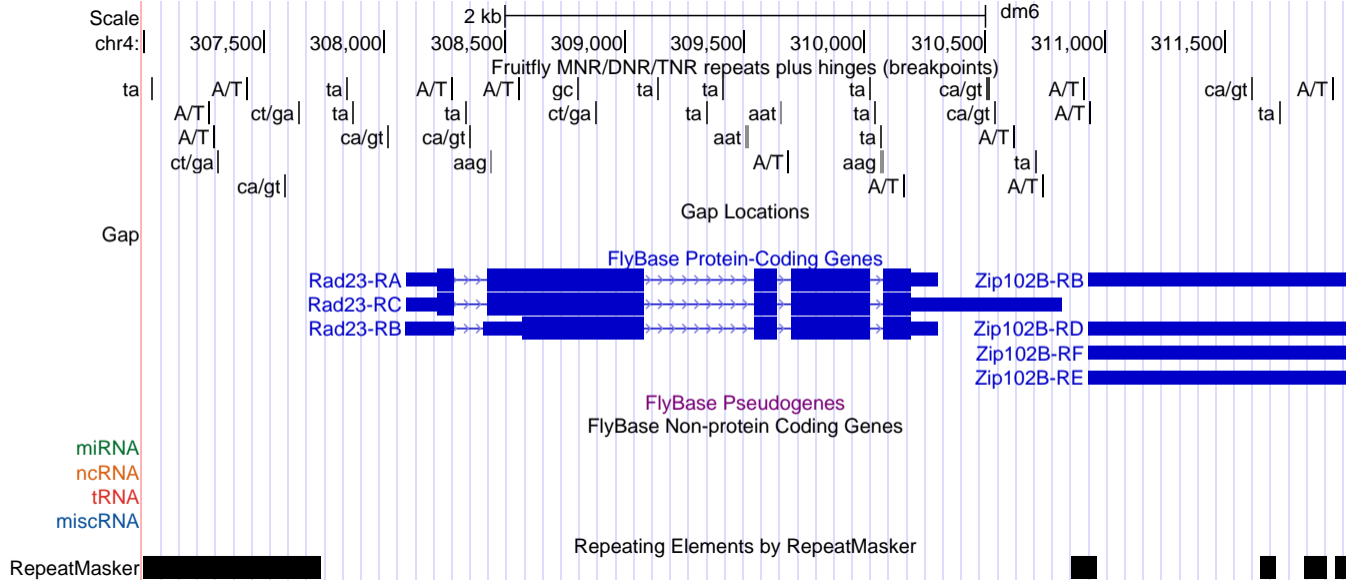 Scale 2 kb dm6
chr4: 307,500 308,000 308,500 309,000 309,500 310,000 310,500 311,000 311,500
Fruitfly MNR/DNR/TNR repeats plus hinges (breakpoints)
ta A/T ta A/T A/T gc ta ta ta ca/gt A/T ca/gt A/T
A/T ct/ga ta ta ct/ga ta aat ta ca/gt A/T ta
A/T ca/gt ca/gt aat ta A/T
ct/ga aag A/T aag ta
ca/gt A/T A/T
Gap Locations
Gap
FlyBase Protein-Coding Genes
Rad23-RA Zip102B-RB
Rad23-RC
Rad23-RB Zip102B-RD
Zip102B-RF
Zip102B-RE
FlyBase Pseudogenes
FlyBase Non-protein Coding Genes
miRNA
ncRNA
tRNA
miscRNA
Repeating Elements by RepeatMasker
RepeatMasker